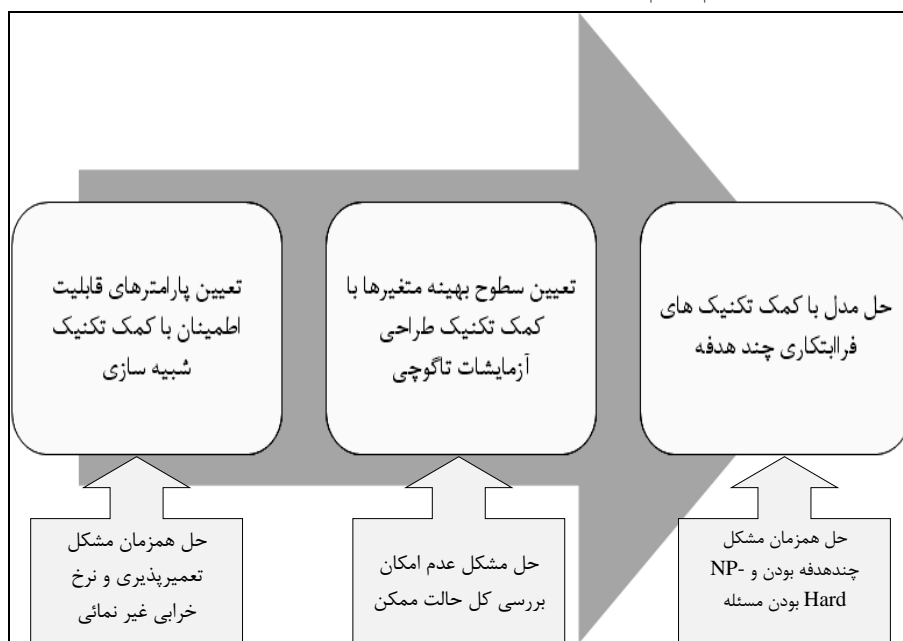 تعیین پارامترهای قابلیت
اطمینان با کمک تکنیک
شبیه سازی
تعیین سطوح بهینه متغیرها با
کمک تکنیک طراحی
آزمایشات تاگوچی
حل مدل با کمک تکنیک های
فراابتکاری چند هدفه
حل همزمان مشکل
تعمیرپذیری و نرخ
خرابی غیر نمائی
حل مشکل عدم امکان
بررسی کل حالت ممکن
حل همزمان مشکل
چندهدفه بودن و NP-
Hard بودن مسئله